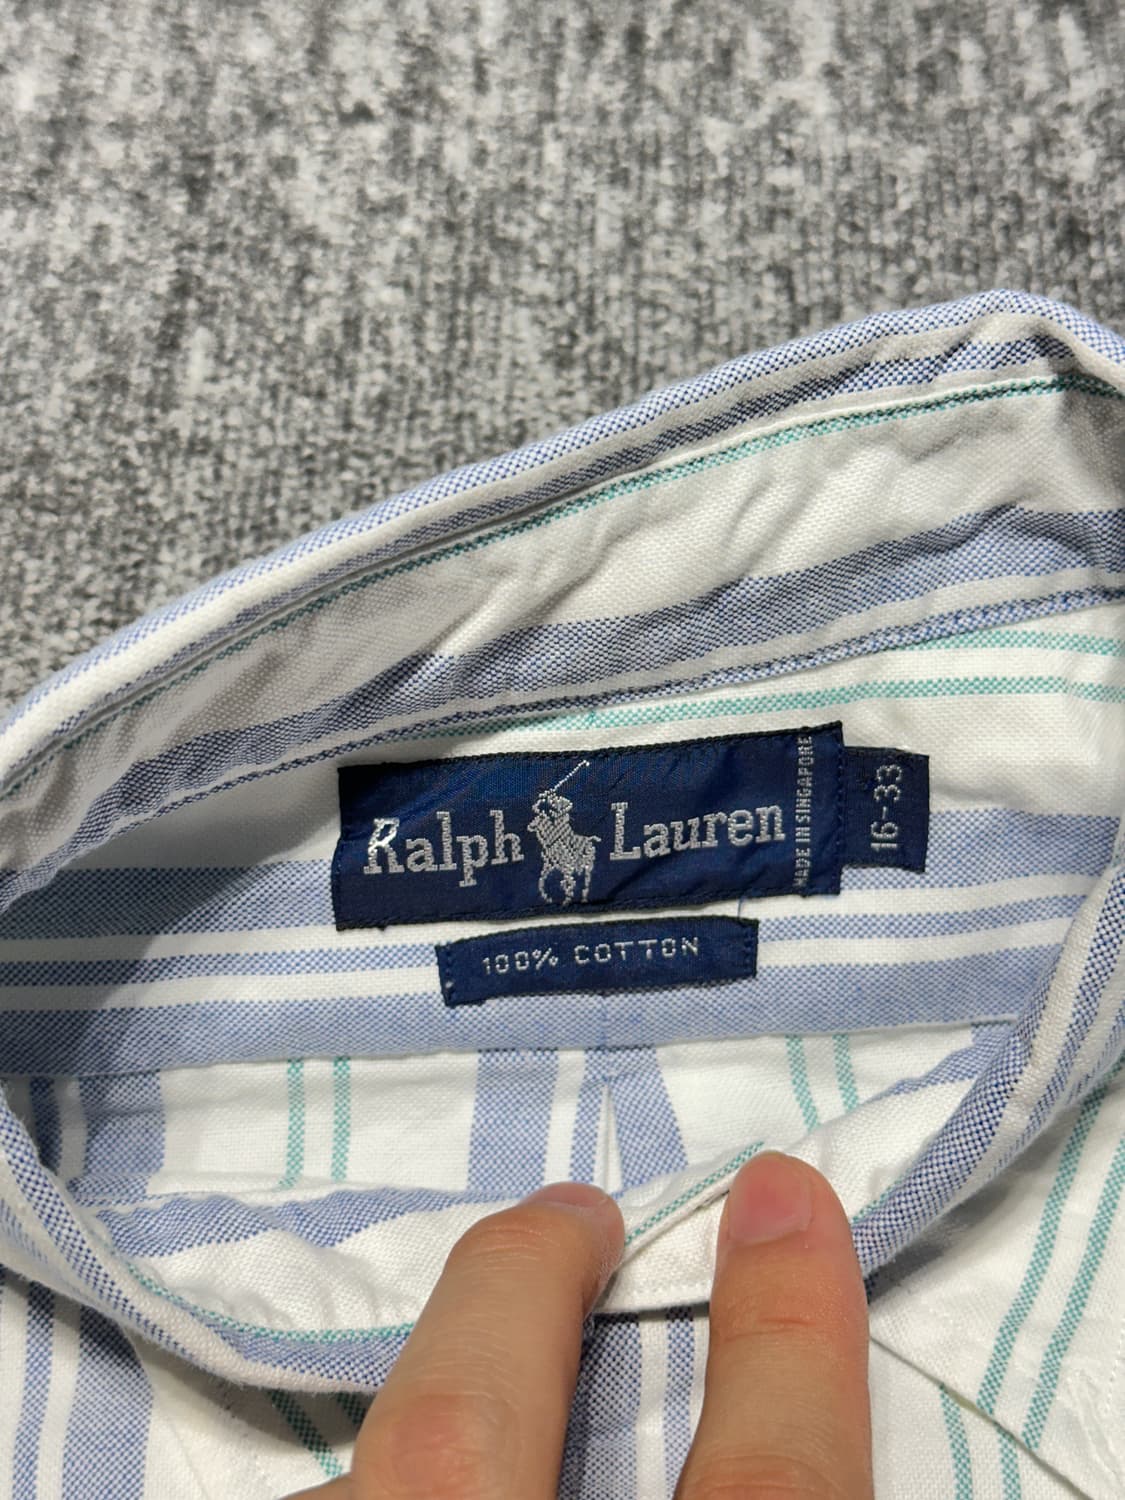 Ralph Lauren
MADE IN SINGAPORE
16-33
100% COTTON